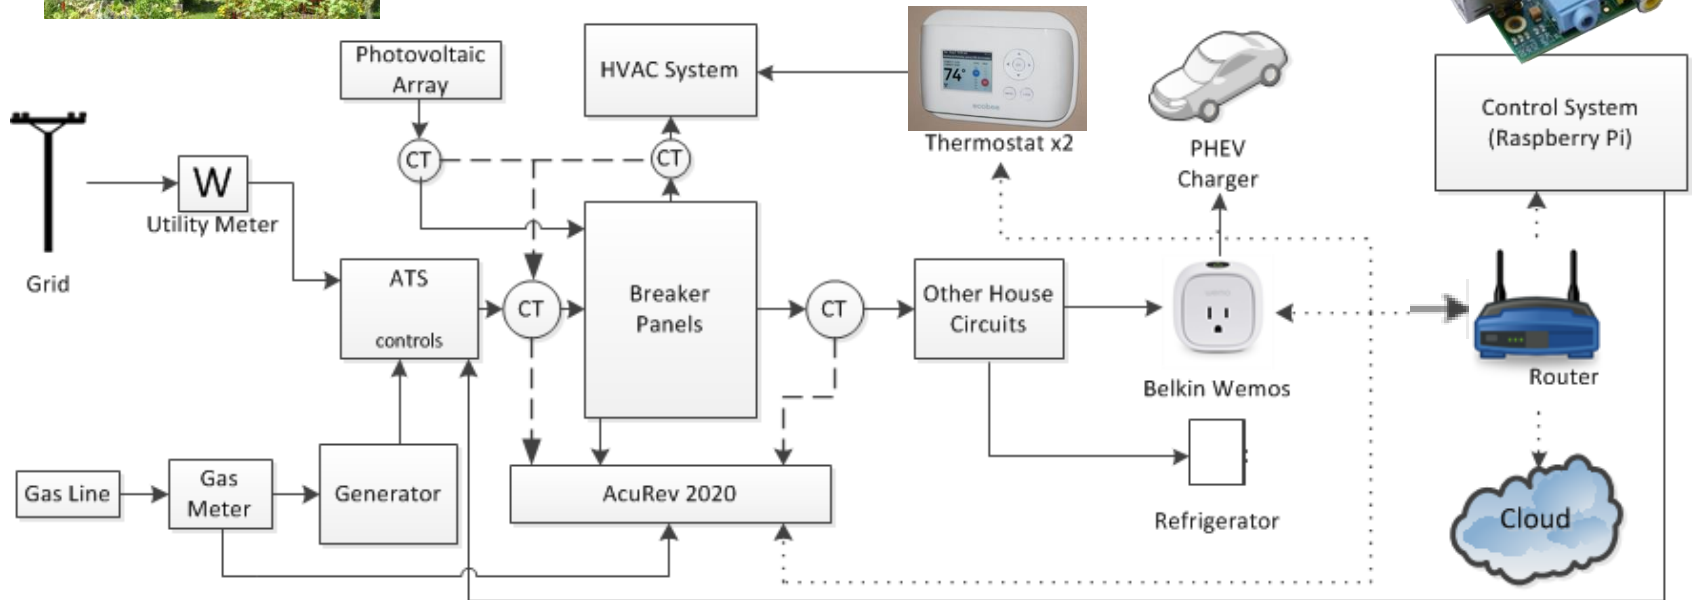 Photovoltaic
Array
HVAC System
74°
ecobee
Thermostat x2
PHEV
Charger
Control System
(Raspberry Pi)
CT
CT
W
Utility Meter
Grid
ATS
controls
CT
Breaker
Panels
CT
Other House
Circuits
wemo
Belkin Wemos
Router
Gas Line
Gas
Meter
Generator
AcuRev 2020
Refrigerator
Cloud